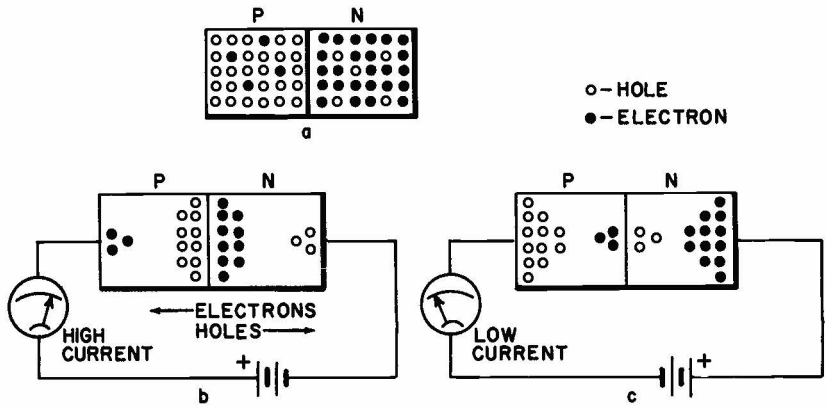 P N
a
O-HOLE
●-ELECTRON
P N
HIGH
CURRENT
ELECTRONS
HOLES
+
b
P N
LOW
CURRENT
+
c